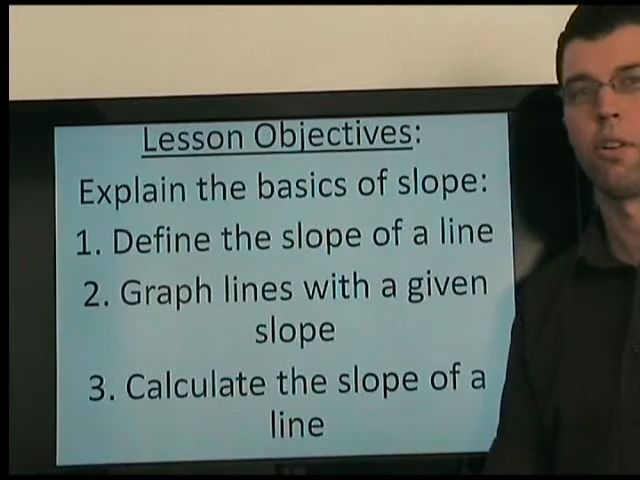 Lesson Objectives:
Explain the basics of slope:
1. Define the slope of a line
2. Graph lines with a given
slope
3. Calculate the slope of a
line